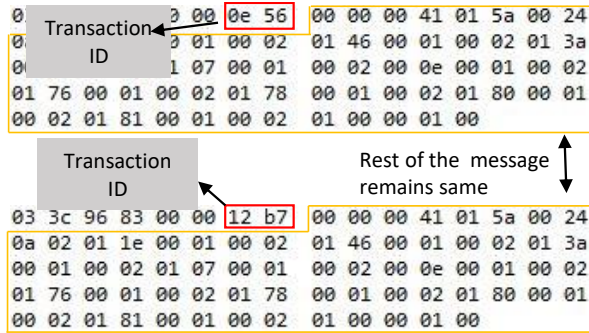 0 0 00 0e 56 00 00 00 41 01 5a 00 24
Transaction
ID
0 0 01 00 02 01 46 00 01 00 02 01 3a
00 1 07 00 01 00 02 00 0e 00 01 00 02
01 76 00 01 00 02 01 78 00 01 00 02 01 80 00 01
00 02 01 81 00 01 00 02 01 00 00 01 00
Transaction
ID
Rest of the message
remains same
03 3c 96 83 00 00 12 b7 00 00 00 41 01 5a 00 24
0a 02 01 1e 00 01 00 02 01 46 00 01 00 02 01 3a
00 01 00 02 01 07 00 01 00 02 00 0e 00 01 00 02
01 76 00 01 00 02 01 78 00 01 00 02 01 80 00 01
00 02 01 81 00 01 00 02 01 00 00 01 00